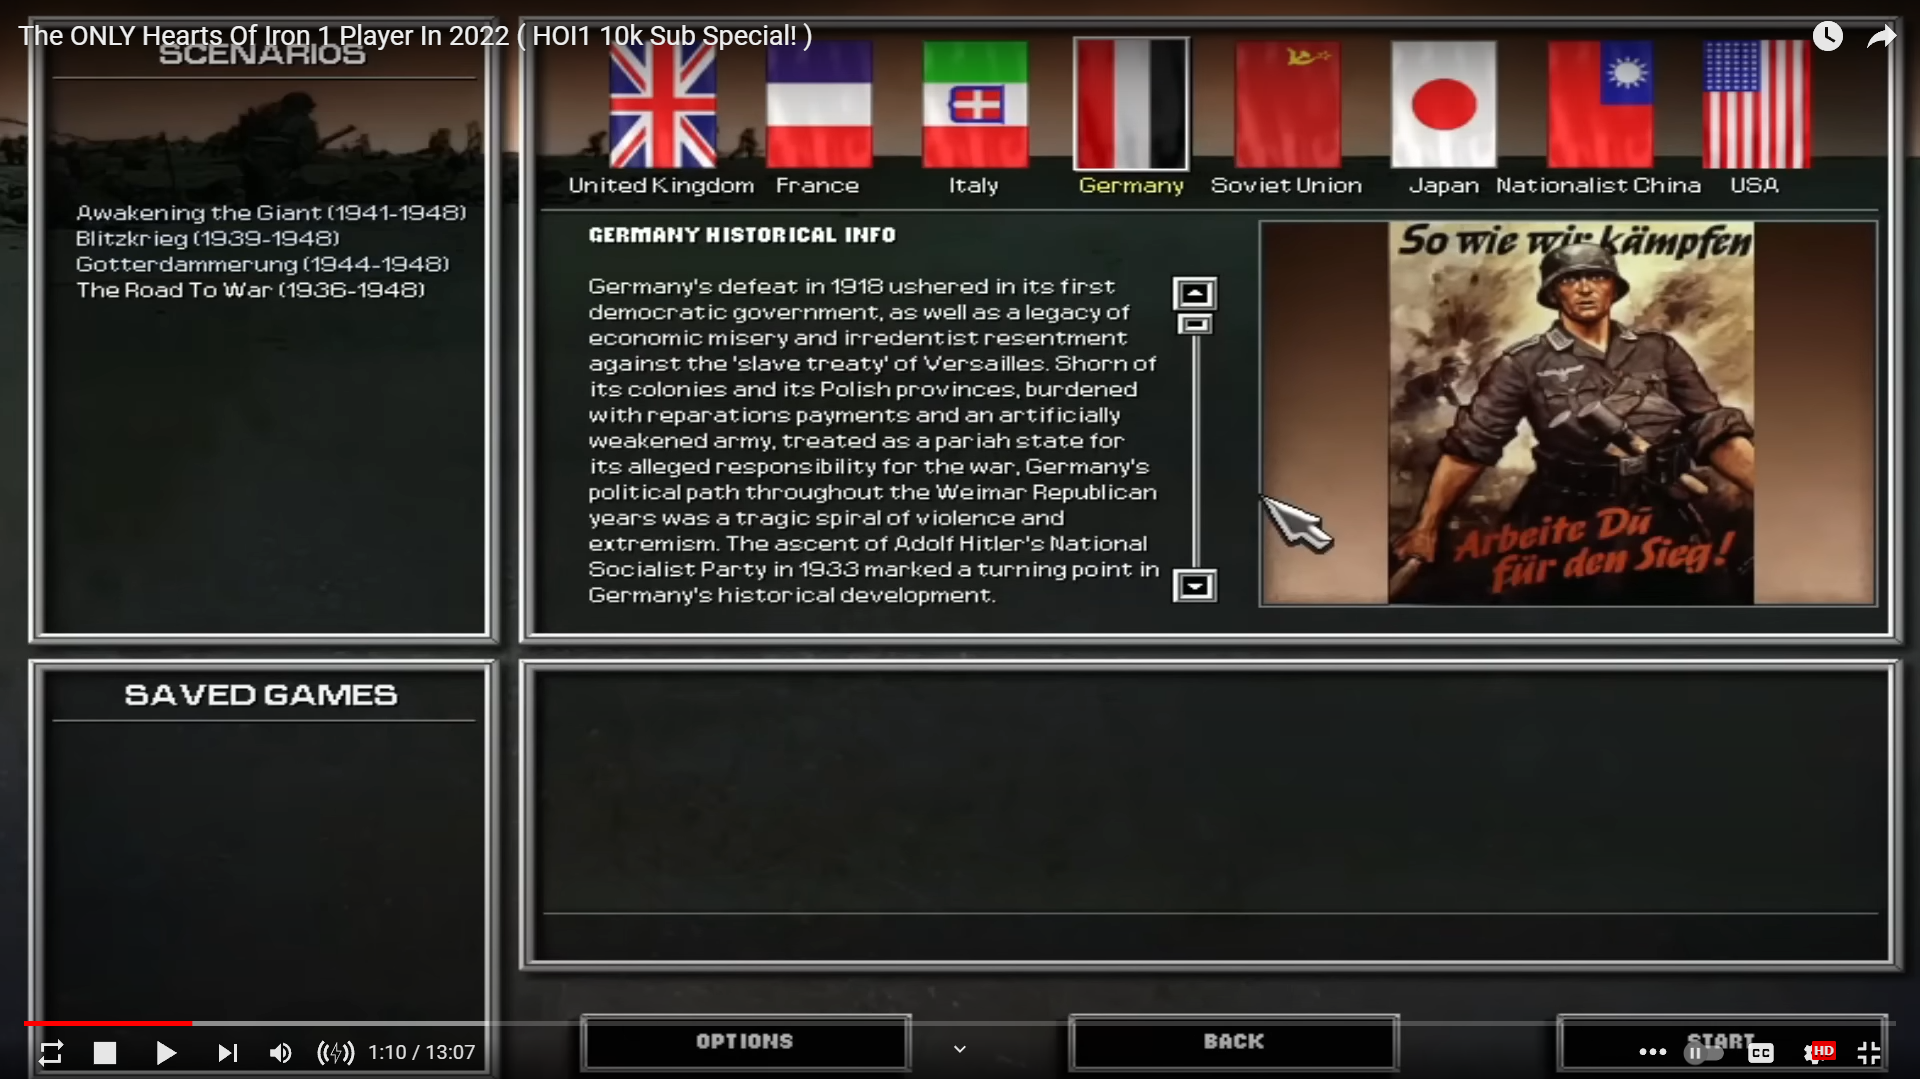 The ONLY Hearts Of Iron 1 Player In 2022 ( HOI1 10k Sub Special! )
SCENARIOS
Awakening the Giant (1941-1948)
Blitzkrieg (1939-1948)
Gotterdammerung (1944-1948)
The Road To War (1936-1948)
United Kingdom France Italy Germany Soviet Union Japan Nationalist China USA
GERMANY HISTORICAL INFO
Germany's defeat in 1918 ushered in its first
democratic government, as well as a legacy of
economic misery and irredentist resentment
against the 'slave treaty' of Versailles. Shorn of
its colonies and its Polish provinces, burdened
with reparations payments and an artificially
weakened army, treated as a pariah state for
its alleged responsibility for the war, Germany's
political path throughout the Weimar Republican
years was a tragic spiral of violence and
extremism. The ascent of Adolf Hitler's National
Socialist Party in 1933 marked a turning point in
Germany's historical development.
So wie wir kämpfen
Arbeite Du
für den Sieg!
SAVED GAMES
OPTIONS
BACK
START
1:10 / 13:07
CC
HD